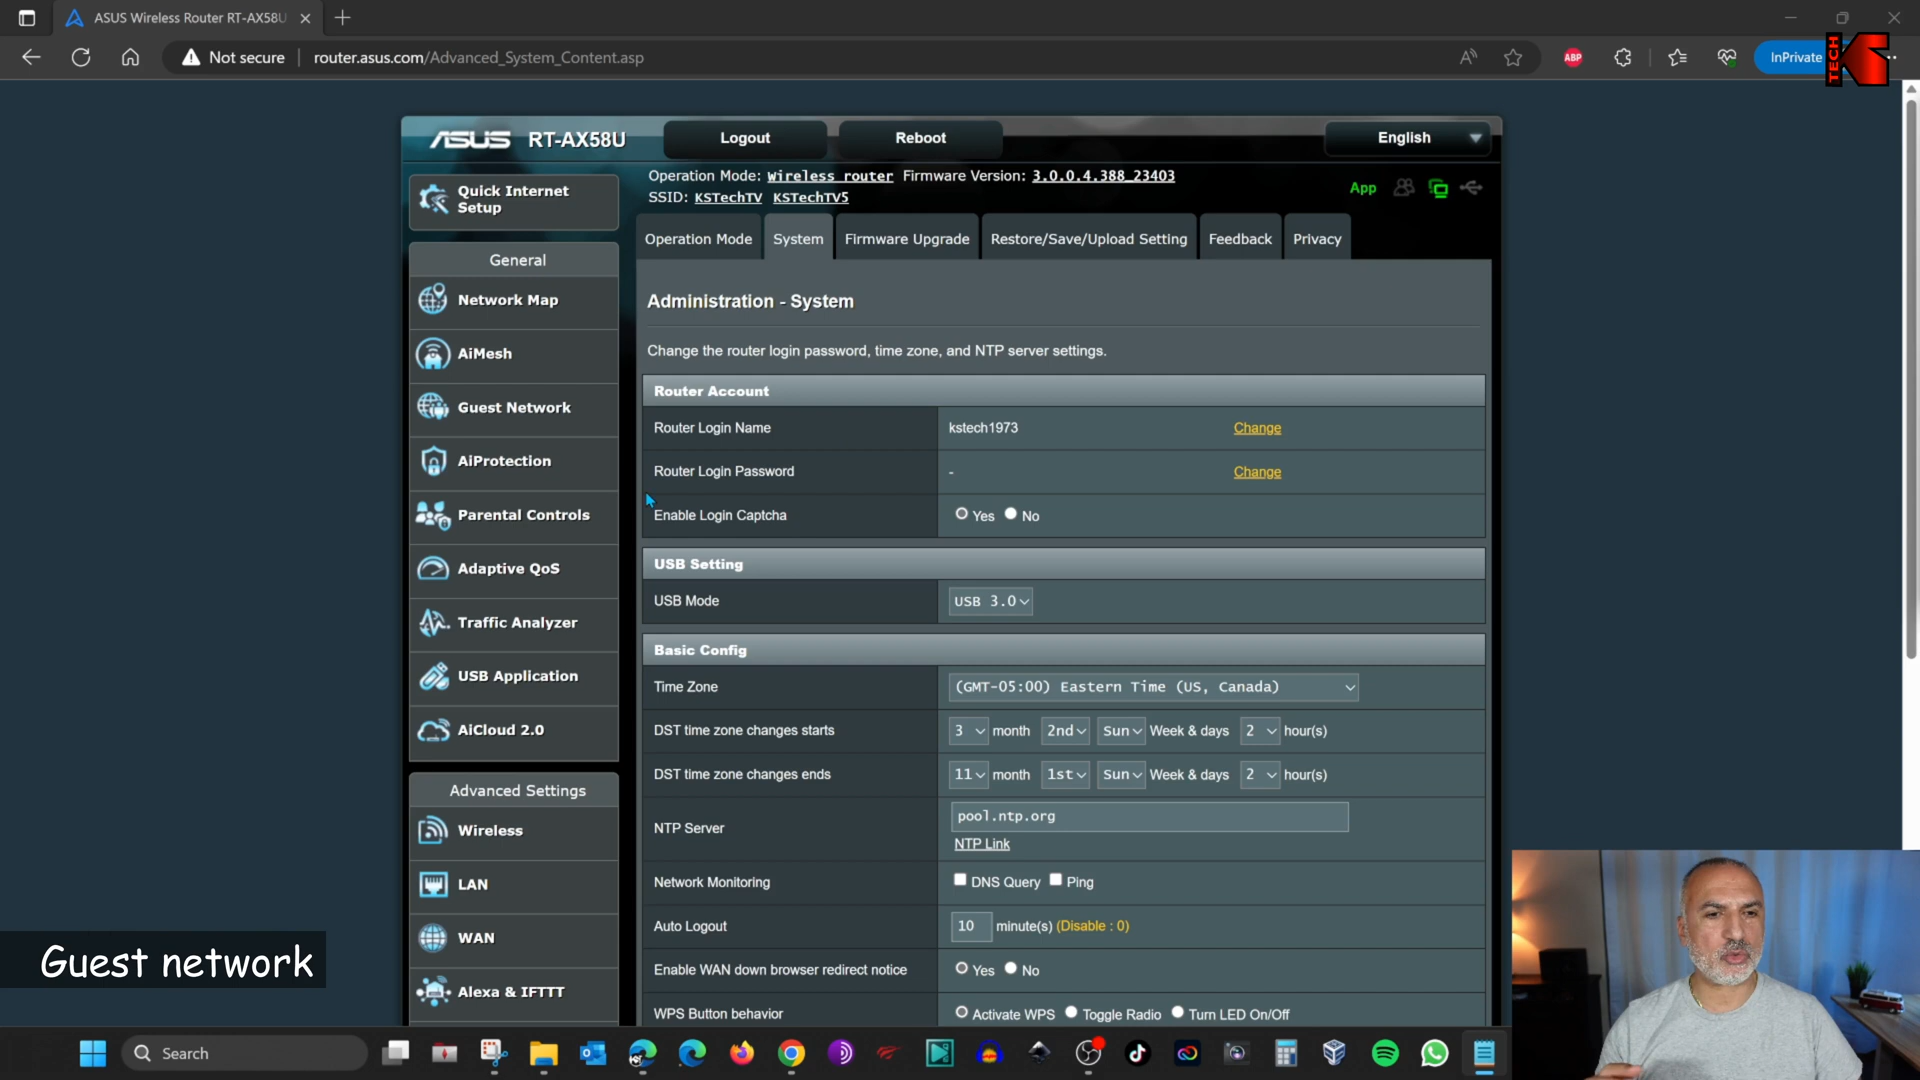 ASUS Wireless Router RT-AX58U
Not secure
router.asus.com/Advanced_System_Content.asp
ABP
InPrivate
TECH K
ASUS RT-AX58U
Logout
Reboot
English
Operation Mode: Wireless router Firmware Version: 3.0.0.4.388_23403
SSID: KSTechTV KSTechTV5
App
Quick Internet
Setup
General
Network Map
AiMesh
Guest Network
AiProtection
Parental Controls
Adaptive QoS
Traffic Analyzer
USB Application
AiCloud 2.0
Advanced Settings
Wireless
LAN
WAN
Alexa & IFTTT
Operation Mode
System
Firmware Upgrade
Restore/Save/Upload Setting
Feedback
Privacy
Administration - System
Change the router login password, time zone, and NTP server settings.
Router Account
Router Login Name kstech1973 Change
Router Login Password - Change
Enable Login Captcha Yes No
USB Setting
USB Mode USB 3.0
Basic Config
Time Zone (GMT-05:00) Eastern Time (US, Canada)
DST time zone changes starts 3 month 2nd Sun Week & days 2 hour(s)
DST time zone changes ends 11 month 1st Sun Week & days 2 hour(s)
NTP Server pool.ntp.org
NTP Link
Network Monitoring DNS Query Ping
Auto Logout 10 minute(s) (Disable : 0)
Enable WAN down browser redirect notice Yes No
WPS Button behavior Activate WPS Toggle Radio Turn LED On/Off
Guest network
Search